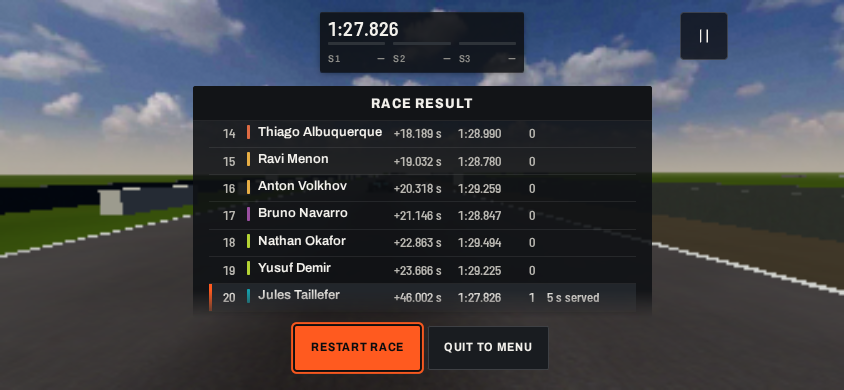 1:27.826
S1 – S2 – S3 –
RACE RESULT
14 Thiago Albuquerque +18.189 s 1:28.990 0
15 Ravi Menon +19.032 s 1:28.780 0
16 Anton Volkhov +20.318 s 1:29.259 0
17 Bruno Navarro +21.146 s 1:28.847 0
18 Nathan Okafor +22.863 s 1:29.494 0
19 Yusuf Demir +23.666 s 1:29.225 0
20 Jules Taillefer +46.002 s 1:27.826 1 5 s served
RESTART RACE QUIT TO MENU